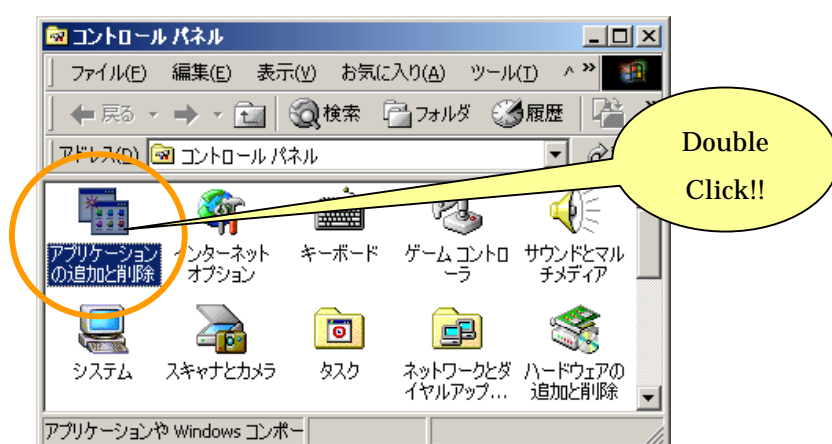 コントロール パネル
ファイル(F) 編集(E) 表示(V) お気に入り(A) ツール(T) ^ »
戻る 検索 フォルダ 履歴
アドレス(D) コントロール パネル
Double
Click!!
アプリケーション
の追加と削除
インターネット
オプション
キーボード
ゲーム コントロ
ーラ
サウンドとマル
チメディア
システム
スキャナとカメラ
タスク
ネットワークとダ
イヤルアップ...
ハードウェアの
追加と削除
アプリケーションや Windows コンポー